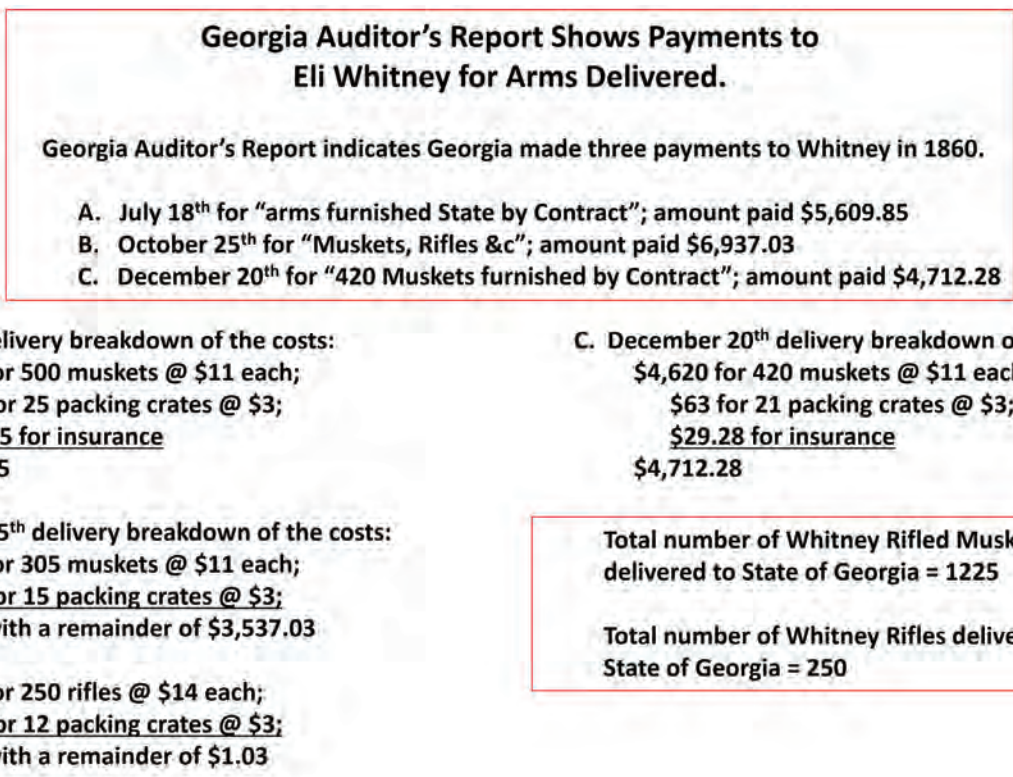 Georgia Auditor's Report Shows Payments to
Eli Whitney for Arms Delivered.
Georgia Auditor's Report indicates Georgia made three payments to Whitney in 1860.
A. July 18th for “arms furnished State by Contract”; amount paid $5,609.85
B. October 25th for “Muskets, Rifles &c”; amount paid $6,937.03
C. December 20th for “420 Muskets furnished by Contract”; amount paid $4,712.28
delivery breakdown of the costs:
or 500 muskets @ $11 each;
or 25 packing crates @ $3;
5 for insurance
5
5th delivery breakdown of the costs:
or 305 muskets @ $11 each;
or 15 packing crates @ $3;
with a remainder of $3,537.03
or 250 rifles @ $14 each;
or 12 packing crates @ $3;
with a remainder of $1.03
C. December 20th delivery breakdown o
$4,620 for 420 muskets @ $11 each
$63 for 21 packing crates @ $3;
$29.28 for insurance
$4,712.28
Total number of Whitney Rifled Musk
delivered to State of Georgia = 1225
Total number of Whitney Rifles delive
State of Georgia = 250